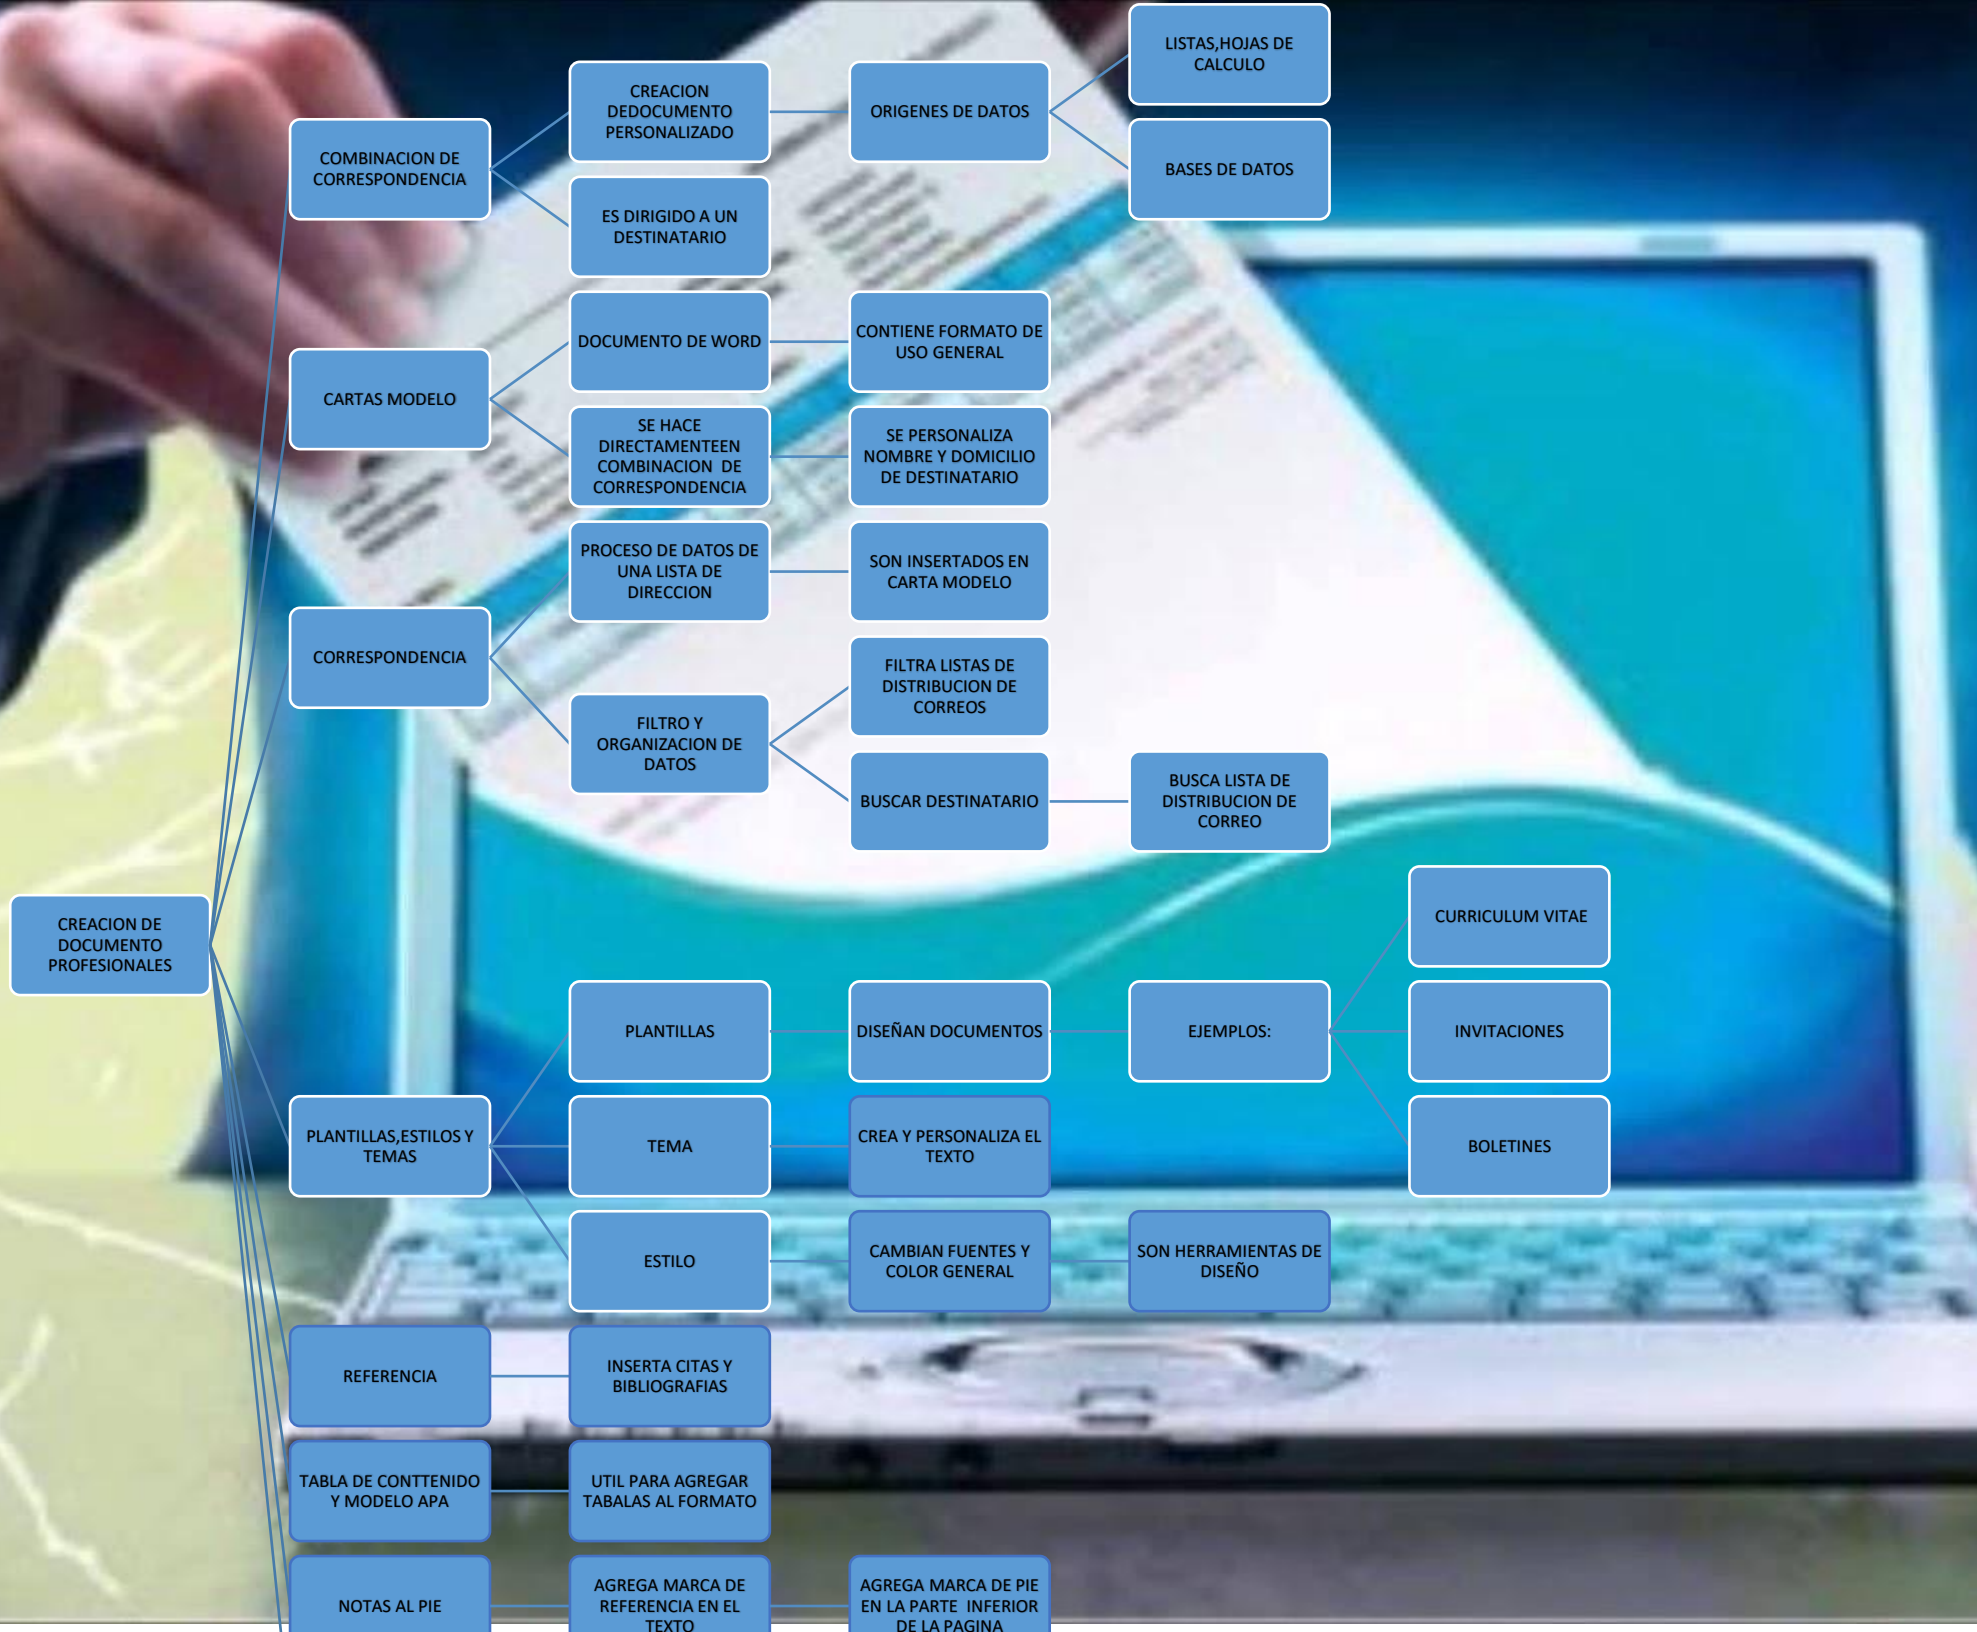 CREACION DE
DOCUMENTO
PROFESIONALES
COMBINACION DE
CORRESPONDENCIA
CREACION
DEDOCUMENTO
PERSONALIZADO
ORIGENES DE DATOS
LISTAS,HOJAS DE
CALCULO
BASES DE DATOS
ES DIRIGIDO A UN
DESTINATARIO
CARTAS MODELO
DOCUMENTO DE WORD
CONTIENE FORMATO DE
USO GENERAL
SE HACE
DIRECTAMENTEEN
COMBINACION DE
CORRESPONDENCIA
SE PERSONALIZA
NOMBRE Y DOMICILIO
DE DESTINATARIO
CORRESPONDENCIA
PROCESO DE DATOS DE
UNA LISTA DE
DIRECCION
SON INSERTADOS EN
CARTA MODELO
FILTRO Y
ORGANIZACION DE
DATOS
FILTRA LISTAS DE
DISTRIBUCION DE
CORREOS
BUSCAR DESTINATARIO
BUSCA LISTA DE
DISTRIBUCION DE
CORREO
PLANTILLAS,ESTILOS Y
TEMAS
PLANTILLAS
DISEÑAN DOCUMENTOS
EJEMPLOS:
CURRICULUM VITAE
INVITACIONES
BOLETINES
TEMA
CREA Y PERSONALIZA EL
TEXTO
ESTILO
CAMBIAN FUENTES Y
COLOR GENERAL
SON HERRAMIENTAS DE
DISEÑO
REFERENCIA
INSERTA CITAS Y
BIBLIOGRAFIAS
TABLA DE CONTTENIDO
Y MODELO APA
UTIL PARA AGREGAR
TABALAS AL FORMATO
NOTAS AL PIE
AGREGA MARCA DE
REFERENCIA EN EL
TEXTO
AGREGA MARCA DE PIE
EN LA PARTE INFERIOR
DE LA PAGINA